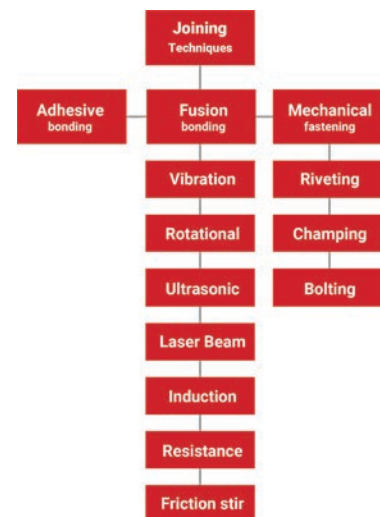 Joining
Techniques
Adhesive
bonding
Fusion
bonding
Mechanical
fastening
Vibration
Riveting
Rotational
Champing
Ultrasonic
Bolting
Laser Beam
Induction
Resistance
Friction stir